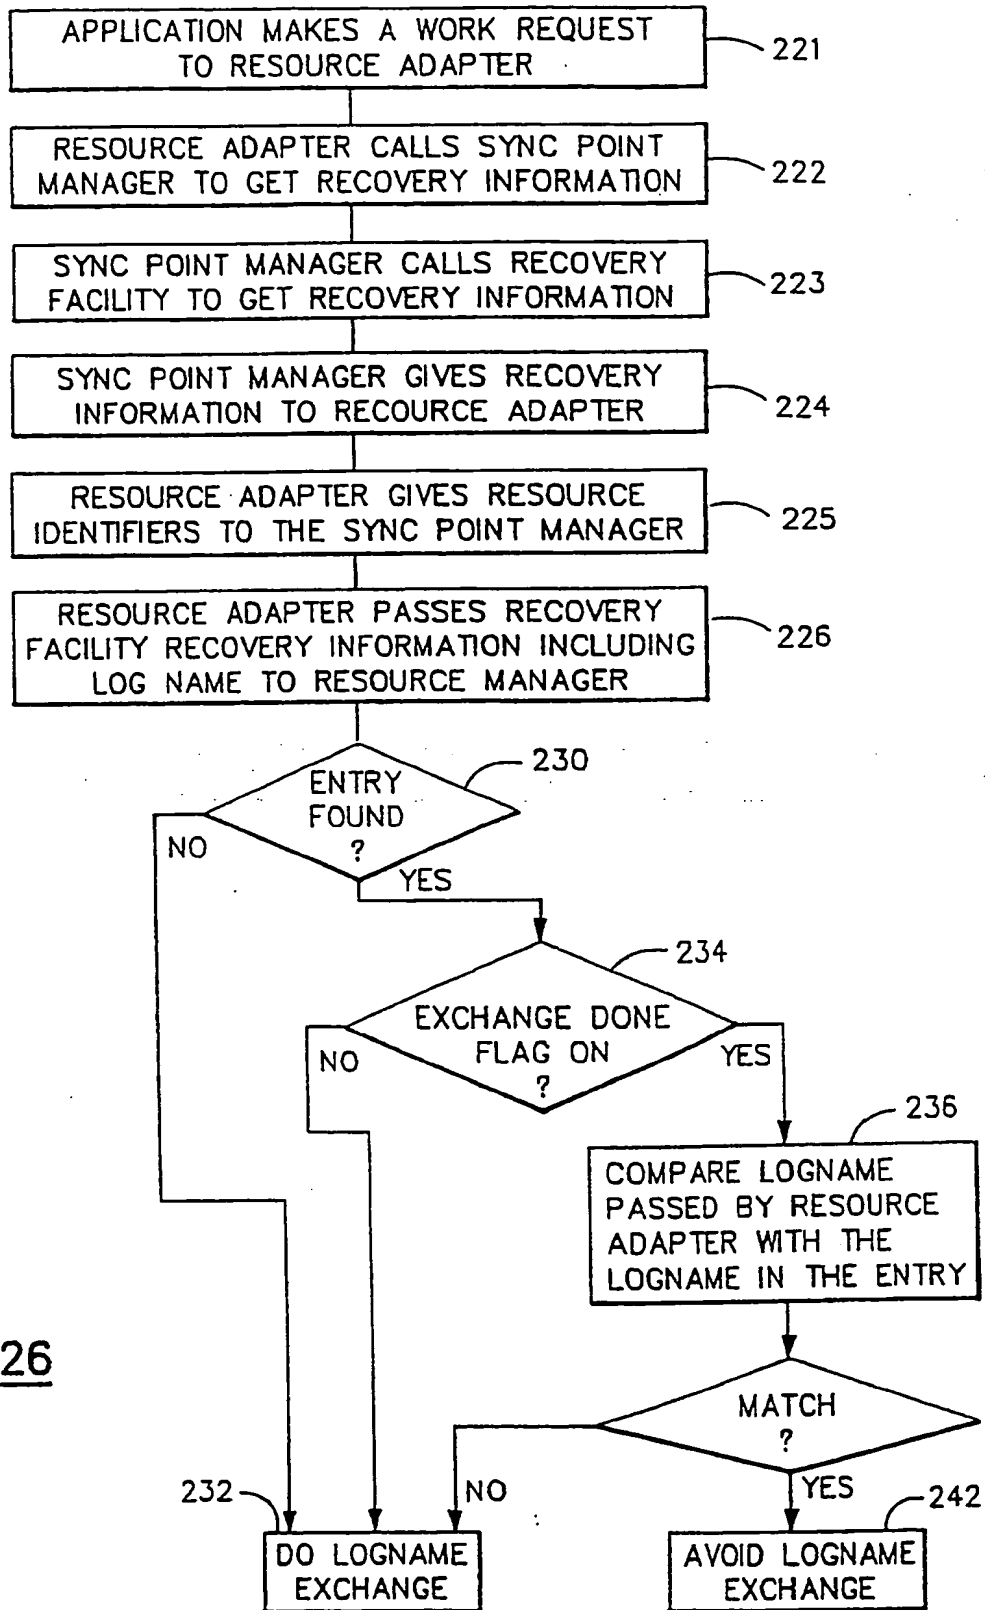 APPLICATION MAKES A WORK REQUEST
TO RESOURCE ADAPTER
221
RESOURCE ADAPTER CALLS SYNC POINT
MANAGER TO GET RECOVERY INFORMATION
222
SYNC POINT MANAGER CALLS RECOVERY
FACILITY TO GET RECOVERY INFORMATION
223
SYNC POINT MANAGER GIVES RECOVERY
INFORMATION TO RECOURCE ADAPTER
224
RESOURCE ADAPTER GIVES RESOURCE
IDENTIFIERS TO THE SYNC POINT MANAGER
225
RESOURCE ADAPTER PASSES RECOVERY
FACILITY RECOVERY INFORMATION INCLUDING
LOG NAME TO RESOURCE MANAGER
226
230
ENTRY
FOUND
?
NO
YES
234
EXCHANGE DONE
FLAG ON
?
NO
YES
236
COMPARE LOGNAME
PASSED BY RESOURCE
ADAPTER WITH THE
LOGNAME IN THE ENTRY
26
MATCH
?
NO
YES
232
DO LOGNAME
EXCHANGE
242
AVOID LOGNAME
EXCHANGE